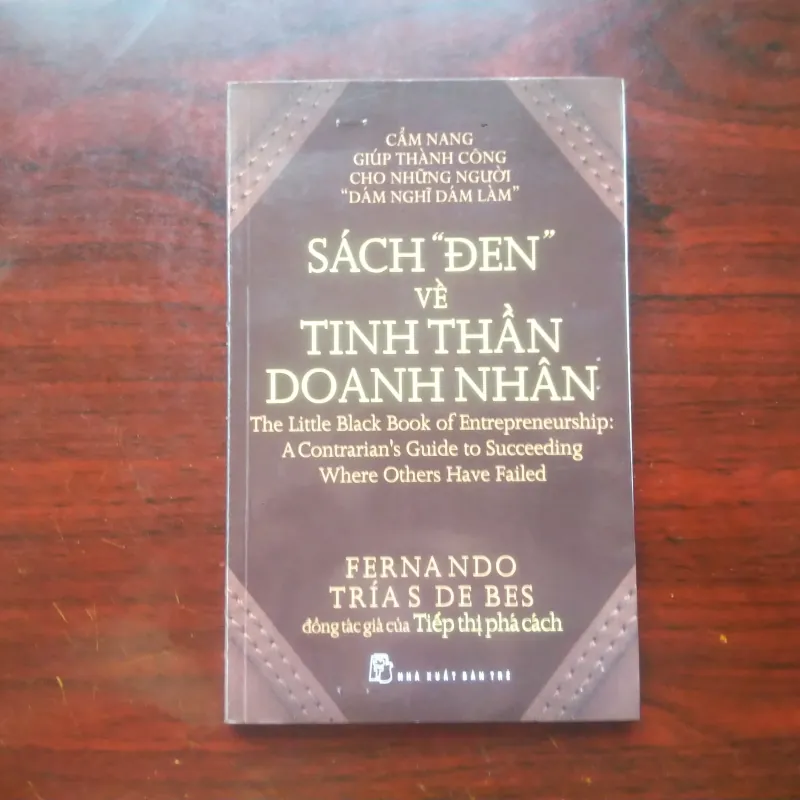 CẨM NANG
GIÚP THÀNH CÔNG
CHO NHỮNG NGƯỜI
“DÁM NGHĨ DÁM LÀM”
SÁCH “ĐEN”
VỀ
TINH THẦN
DOANH NHÂN
The Little Black Book of Entrepreneurship:
A Contrarian's Guide to Succeeding
Where Others Have Failed
FERNANDO
TRÍAS DE BES
đồng tác giả của Tiếp thị phá cách
NHÀ XUẤT BẢN TRẺ